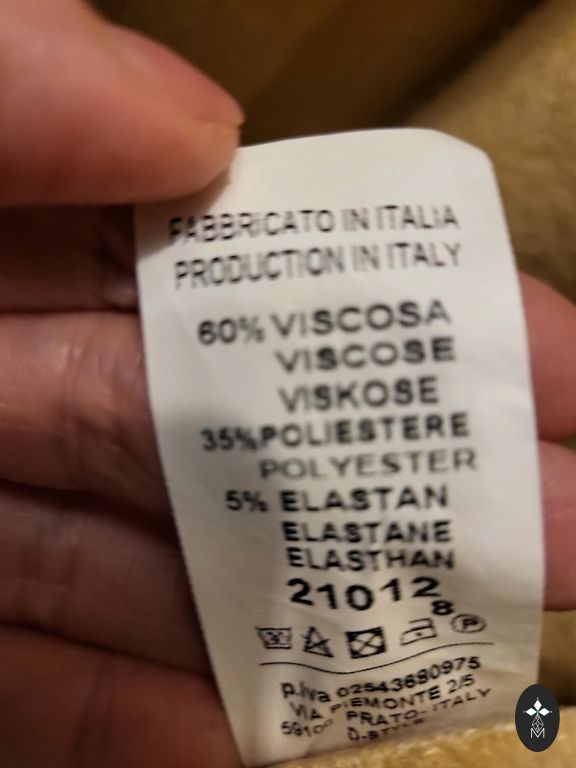 FABBRICATO IN ITALIA
PRODUCTION IN ITALY
60% VISCOSA
VISCOSE
VISKOSE
35%POLIESTERE
POLYESTER
5% ELASTAN
ELASTANE
ELASTHAN
21012
8
P
P.Iva 02543680975
VIA PIEMONTE 2/5
PRATO-ITALY
U-STYLE
M